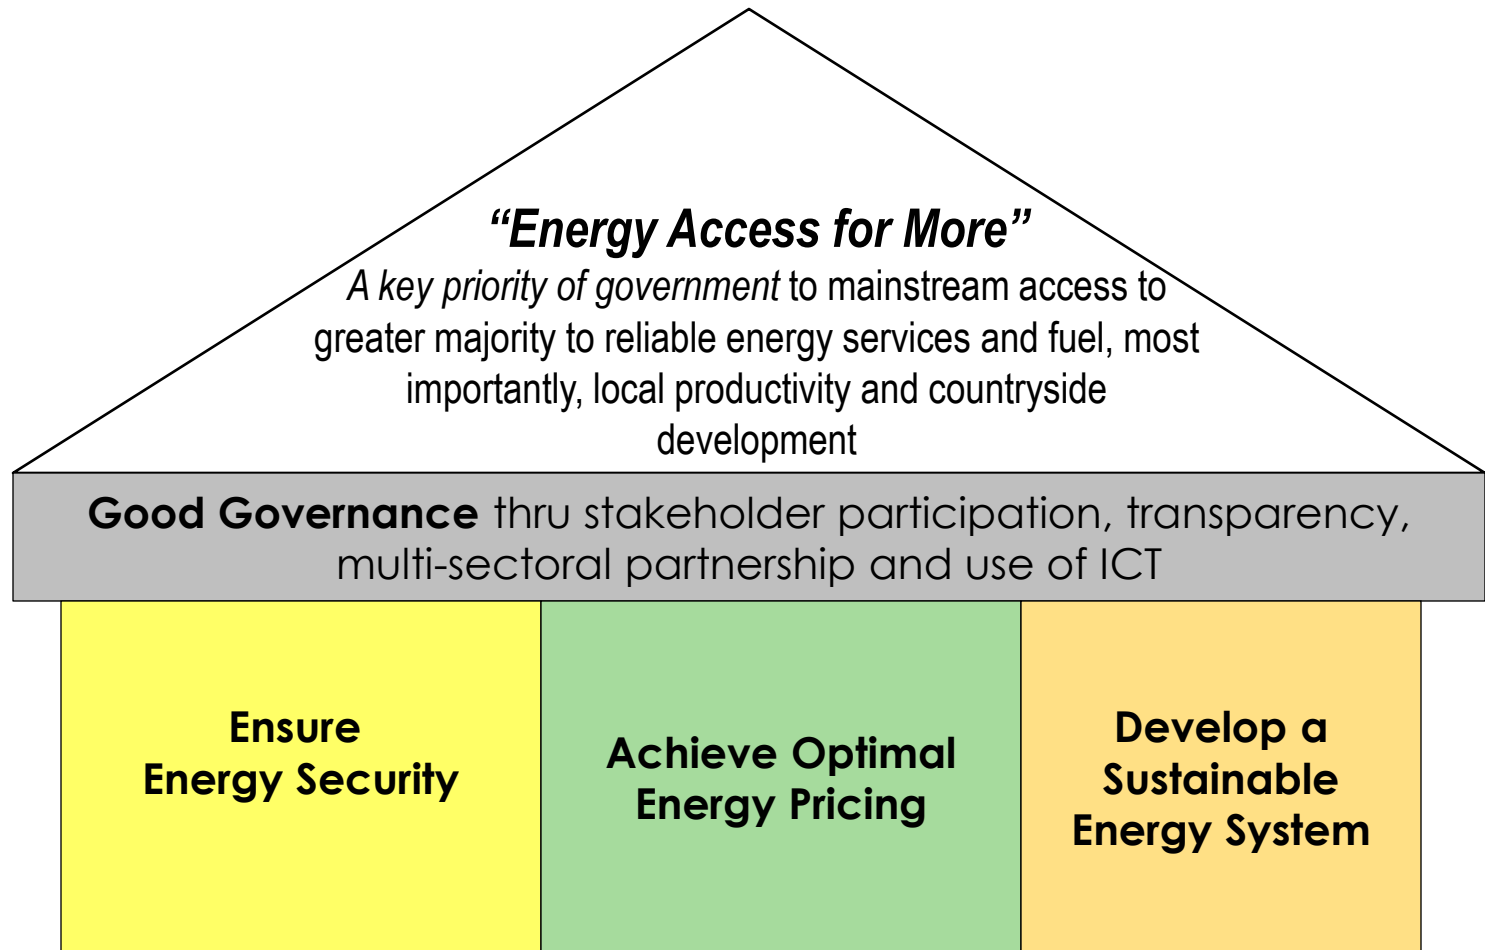 “Energy Access for More”
A key priority of government to mainstream access to
greater majority to reliable energy services and fuel, most
importantly, local productivity and countryside
development
Good Governance thru stakeholder participation, transparency,
multi-sectoral partnership and use of ICT
Ensure
Energy Security
Achieve Optimal
Energy Pricing
Develop a
Sustainable
Energy System